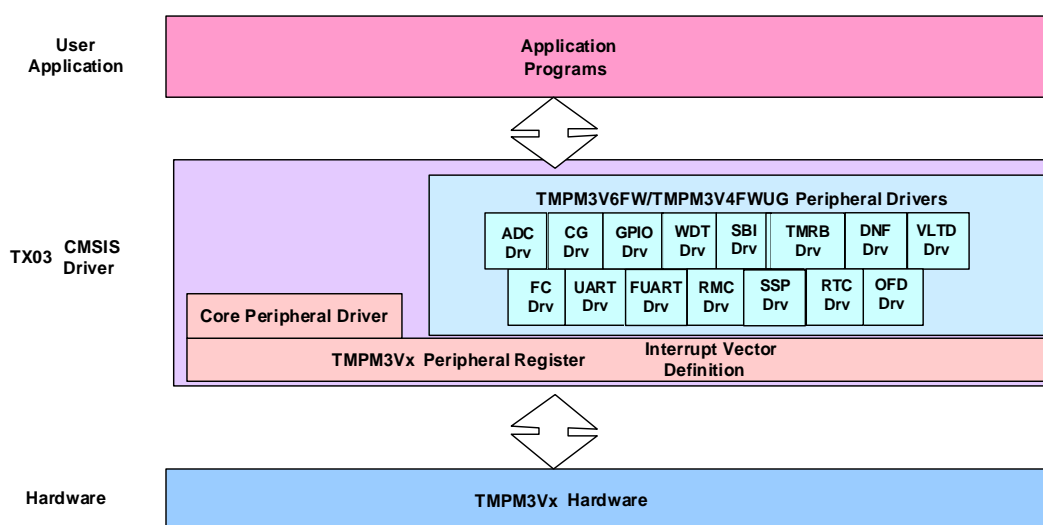 User
Application
Application
Programs
TX03 CMSIS
Driver
TMPM3V6FW/TMPM3V4FWUG Peripheral Drivers
ADC Drv
CG Drv
GPIO Drv
WDT Drv
SBI Drv
TMRB Drv
DNF Drv
VLTD Drv
FC Drv
UART Drv
FUART Drv
RMC Drv
SSP Drv
RTC Drv
OFD Drv
Core Peripheral Driver
TMPM3Vx Peripheral Register
Interrupt Vector
Definition
Hardware
TMPM3Vx Hardware